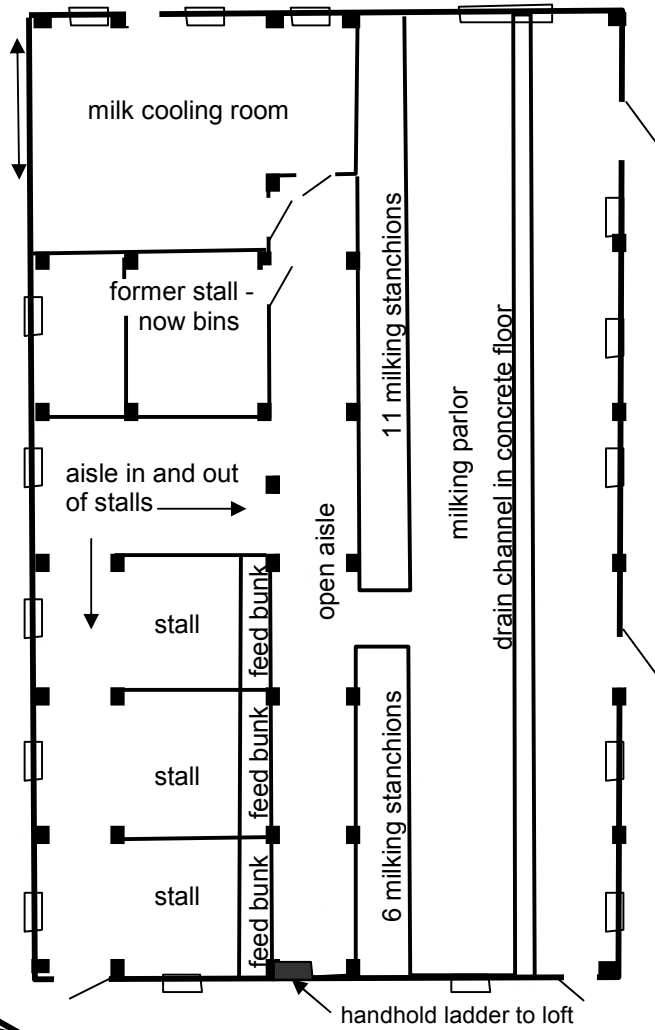 milk cooling room
former stall -
now bins
11 milking stanchions
milking parlor
drain channel in concrete floor
aisle in and out
of stalls
open aisle
stall
feed bunk
stall
feed bunk
6 milking stanchions
stall
feed bunk
handhold ladder to loft